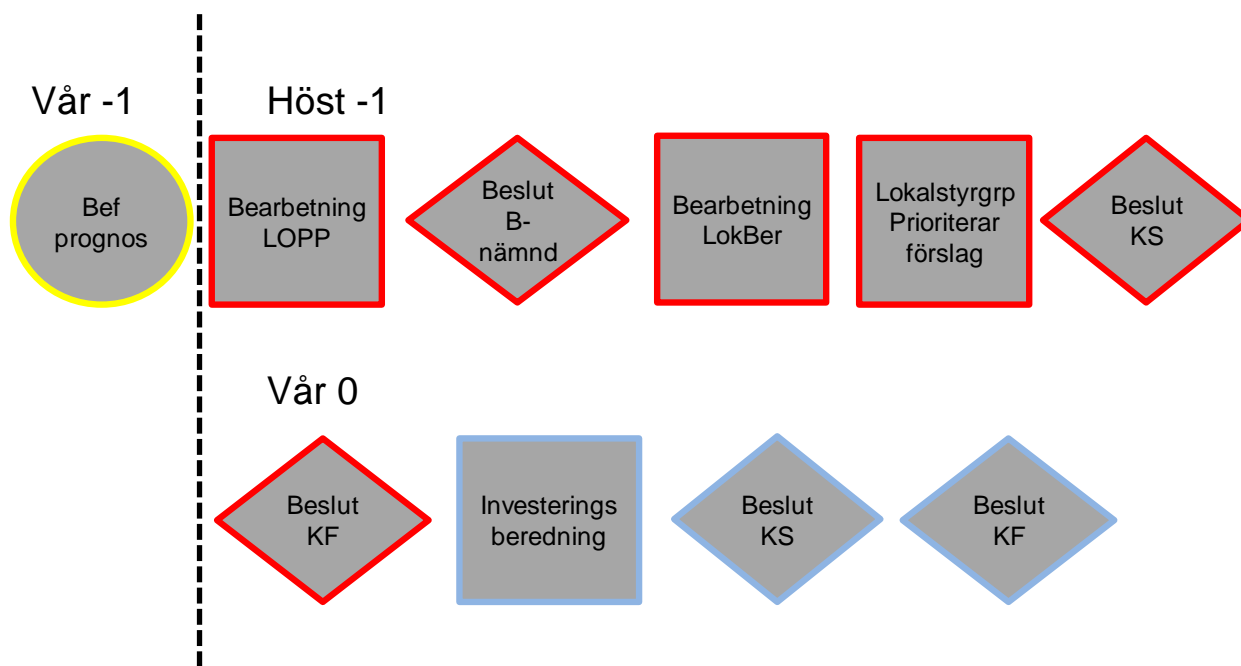 Vår -1
Höst -1
Bef
prognos
Bearbetning
LOPP
Beslut
B-
nämnd
Bearbetning
LokBer
Lokalstyrgrp
Prioriterar
förslag
Beslut
KS
Vår 0
Beslut
KF
Investerings
beredning
Beslut
KS
Beslut
KF